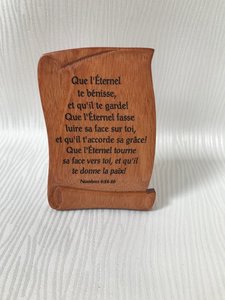 Que l'Éternel
te bénisse,
et qu'il te garde!
Que l'Éternel fasse
luire sa face sur toi,
et qu'il t'accorde sa grâce!
Que l'Éternel tourne
sa face vers toi, et qu'il
te donne la paix!
Nombres 6:24-26